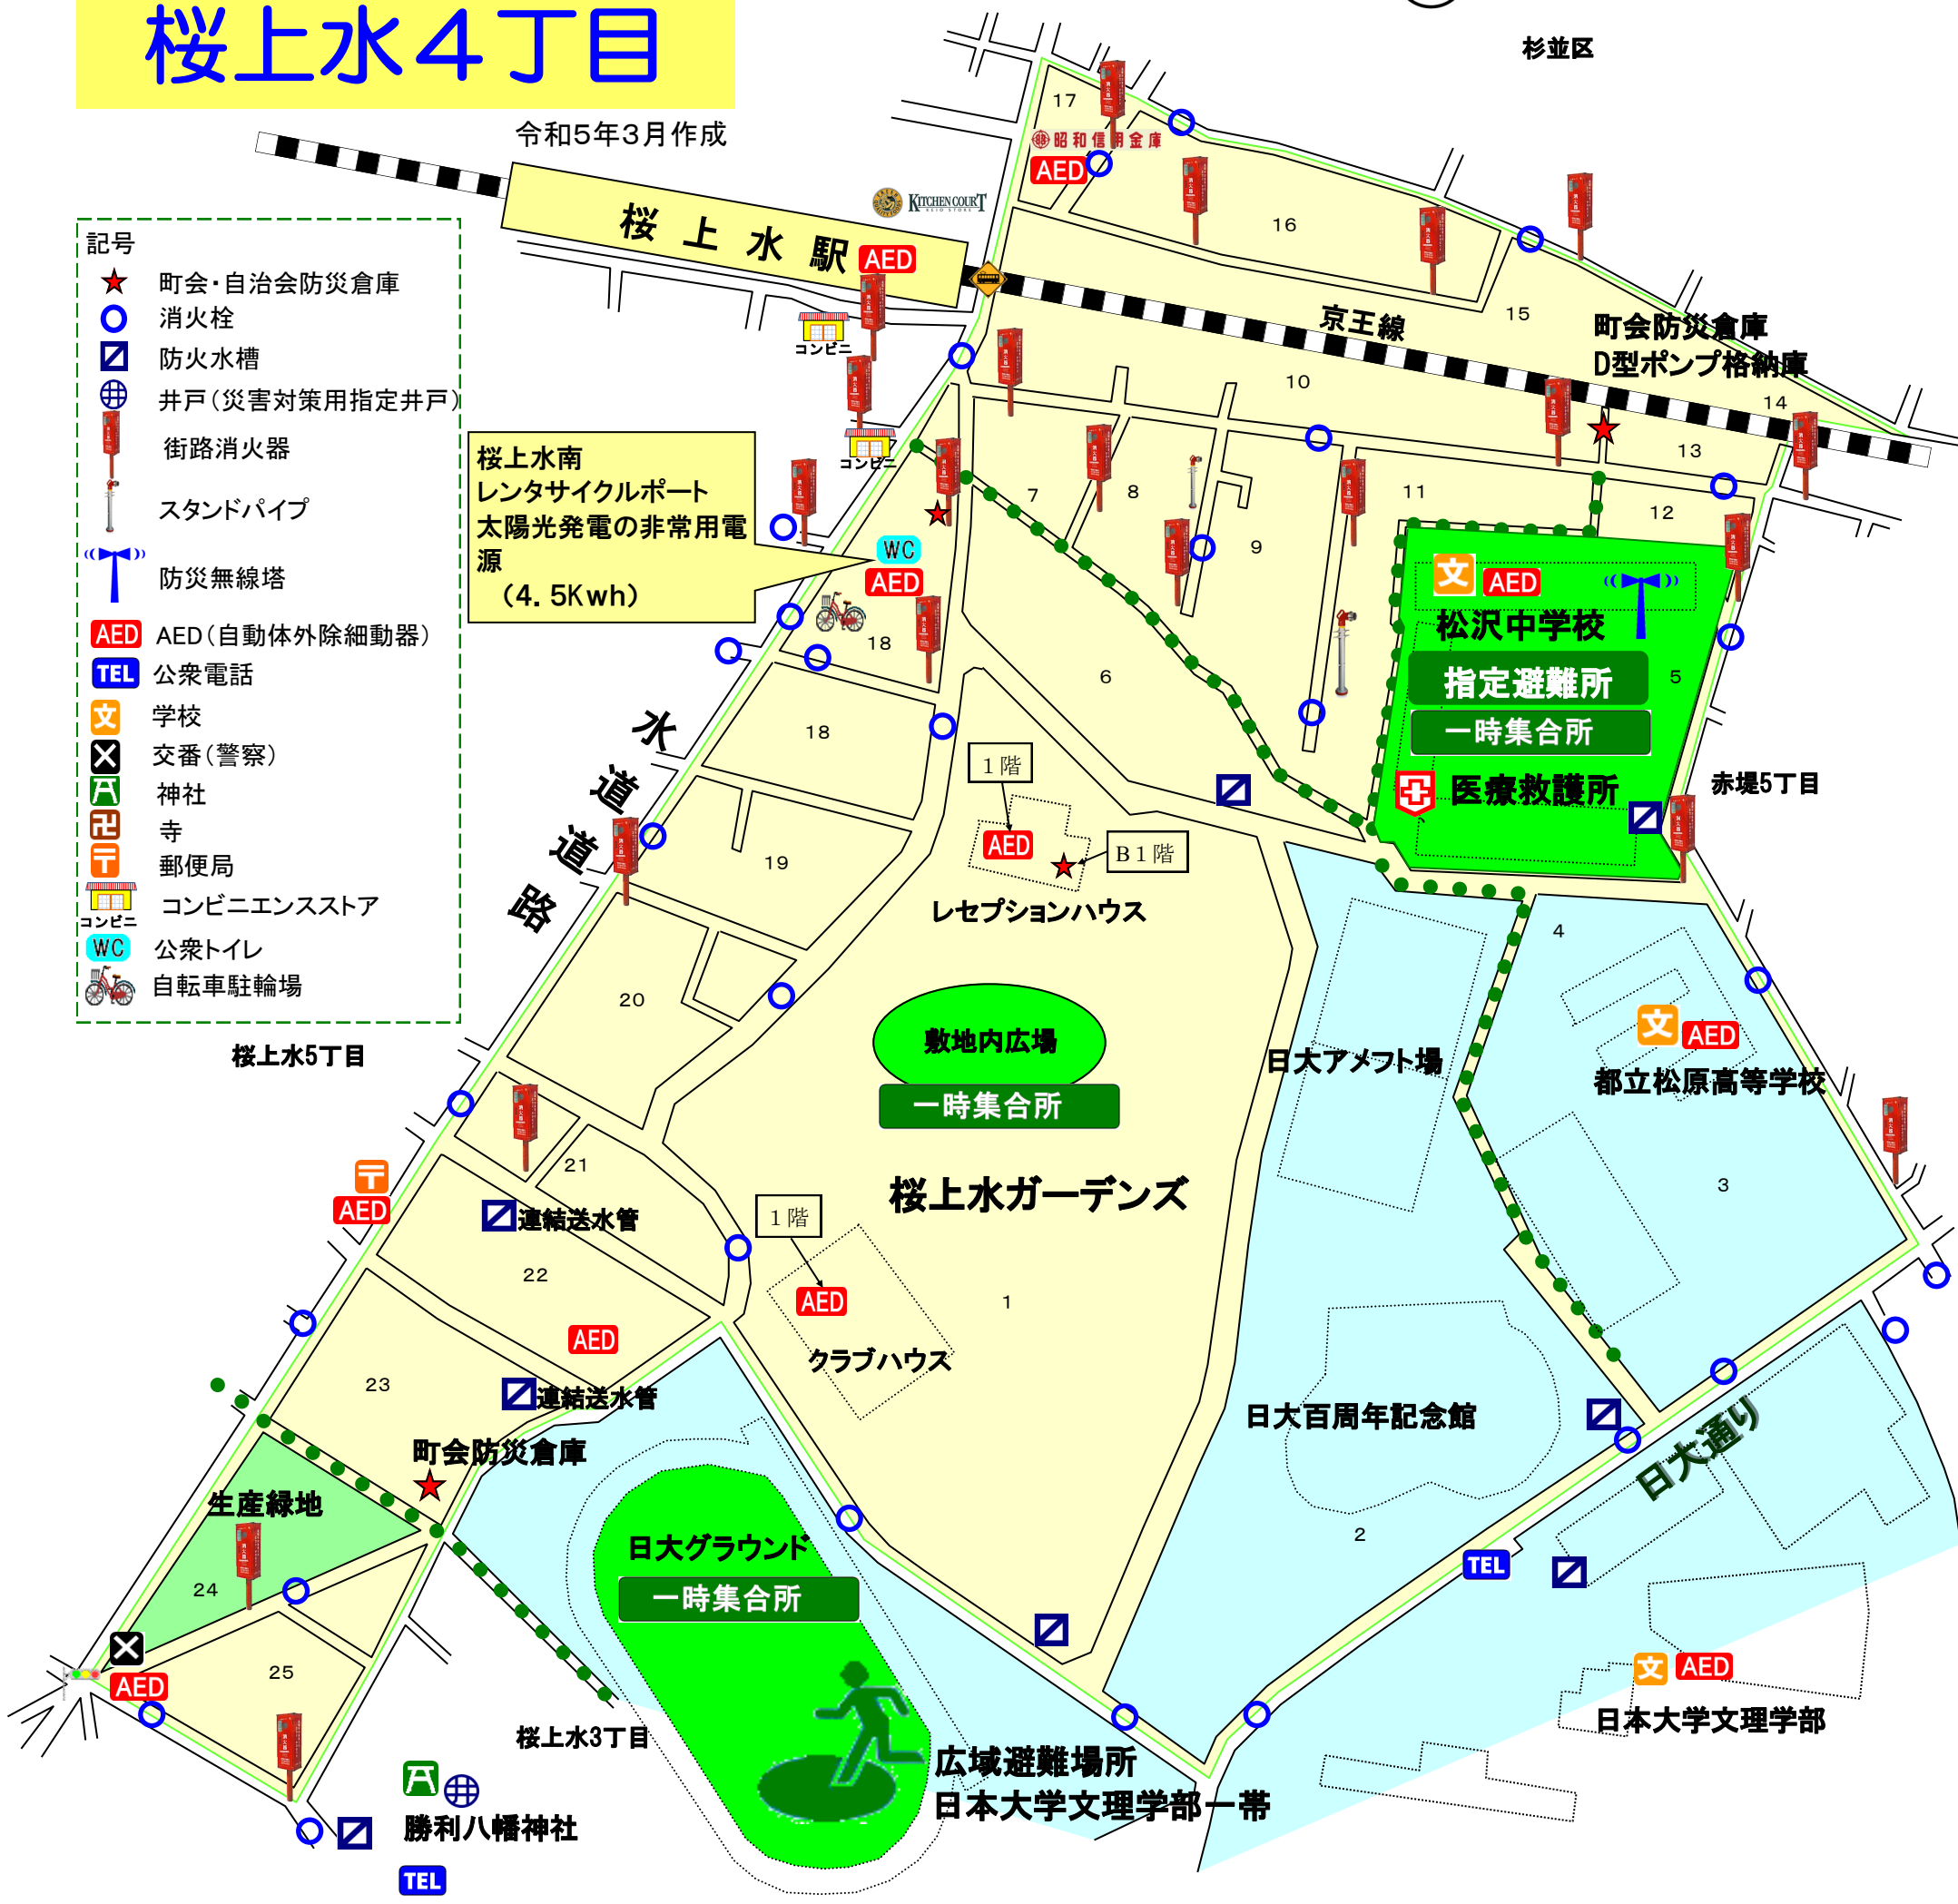 桜上水4丁目
令和5年3月作成
杉並区
記号
町会・自治会防災倉庫
消火栓
防火水槽
井戸(災害対策用指定井戸)
街路消火器
スタンドパイプ
防災無線塔
AED AED(自動体外除細動器)
TEL 公衆電話
文 学校
交番(警察)
神社
卍 寺
〒 郵便局
コンビニ コンビニエンスストア
WC 公衆トイレ
自転車駐輪場
17
昭和信用金庫
AED
KITCHEN COURT
KEIO STORE
桜上水駅
AED
16
15
京王線
コンビニ
コンビニ
町会防災倉庫
D型ポンプ格納庫
10
14
13
桜上水南
レンタサイクルポート
太陽光発電の非常用電
源
(4.5Kwh)
7
8
11
12
9
WC
AED
18
文 AED
松沢中学校
指定避難所
5
一時集合所
医療救護所
赤堤5丁目
6
18
水道道路
1階
AED
B1階
レセプションハウス
19
20
4
敷地内広場
一時集合所
日大アメフト場
文 AED
都立松原高等学校
桜上水5丁目
3
〒
AED
21
連結送水管
桜上水ガーデンズ
1階
AED
クラブハウス
1
22
AED
23
連結送水管
町会防災倉庫
日大百周年記念館
日大通り
生産緑地
24
日大グラウンド
一時集合所
2
TEL
AED
25
文 AED
日本大学文理学部
桜上水3丁目
広域避難場所
日本大学文理学部一帯
勝利八幡神社
TEL